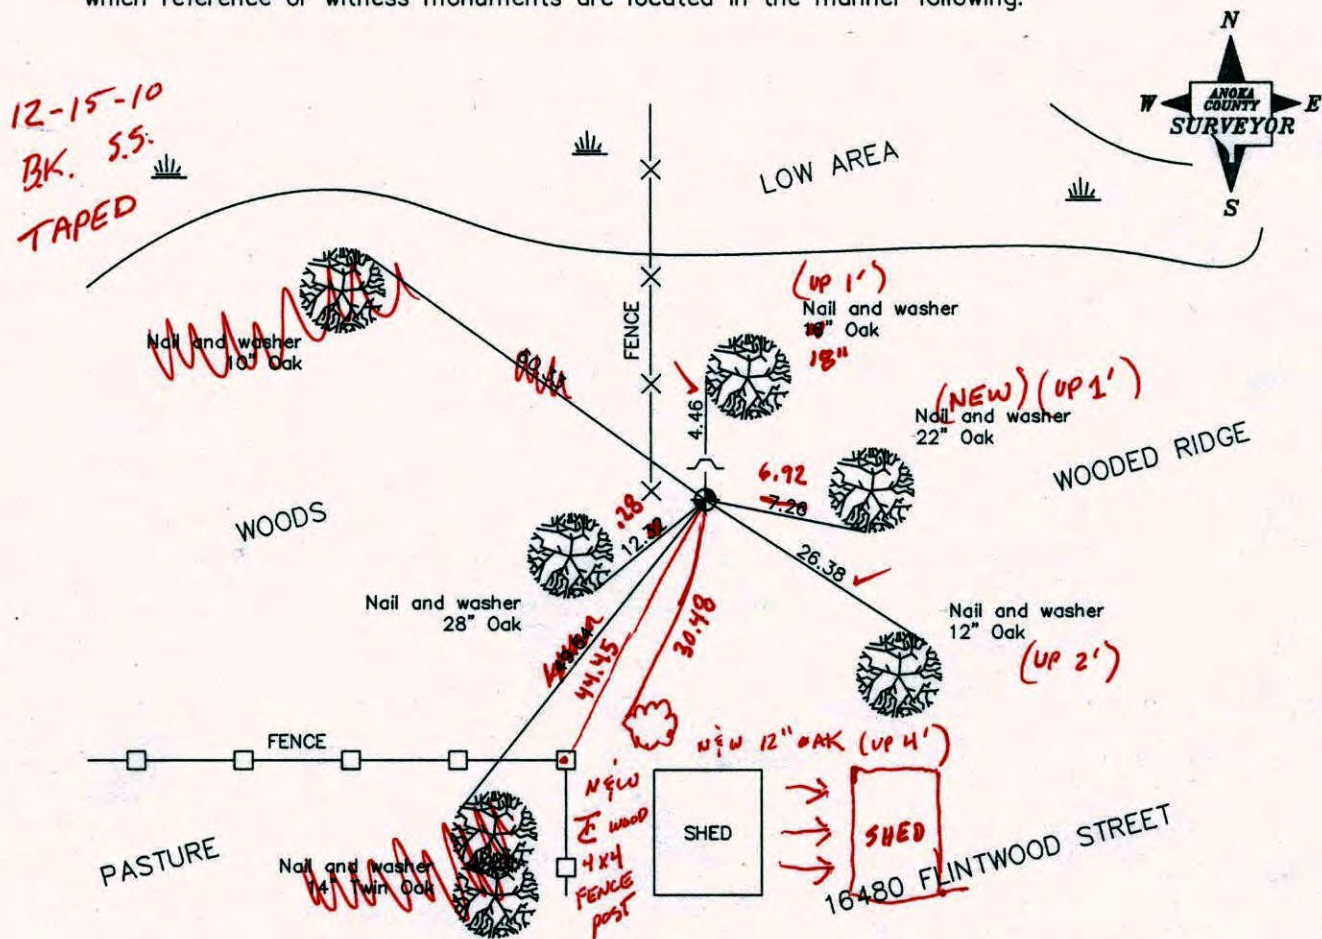 which reference or witness monuments are located in the manner following:
N
W
ANOKA
COUNTY
E
SURVEYOR
S
12-15-10
BK. S.S.
TAPED
LOW AREA
FENCE
(UP 1')
Nail and washer
Oak
18"
Nail and washer
10" Oak
4.46
(NEW) (UP 1')
Nail and washer
22" Oak
WOODED RIDGE
6.92
7.20
WOODS
.28
12.32
26.38
Nail and washer
28" Oak
44.45
30.48
Nail and washer
12" Oak
(UP 2')
FENCE
N&W 12" OAK (UP 4')
N&W
WOOD
4x4
FENCE
POST
SHED
SHED
PASTURE
Nail and washer
14" Twin Oak
16480 FLINTWOOD STREET